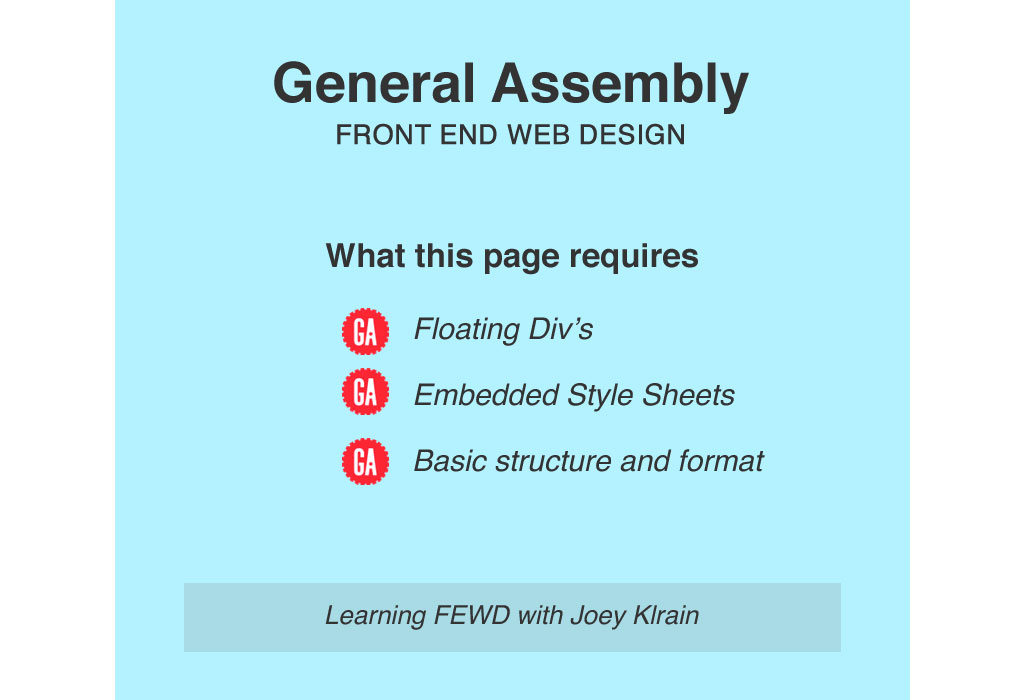 General Assembly
FRONT END WEB DESIGN
What this page requires
GA Floating Div’s
GA Embedded Style Sheets
GA Basic structure and format
Learning FEWD with Joey Klrain